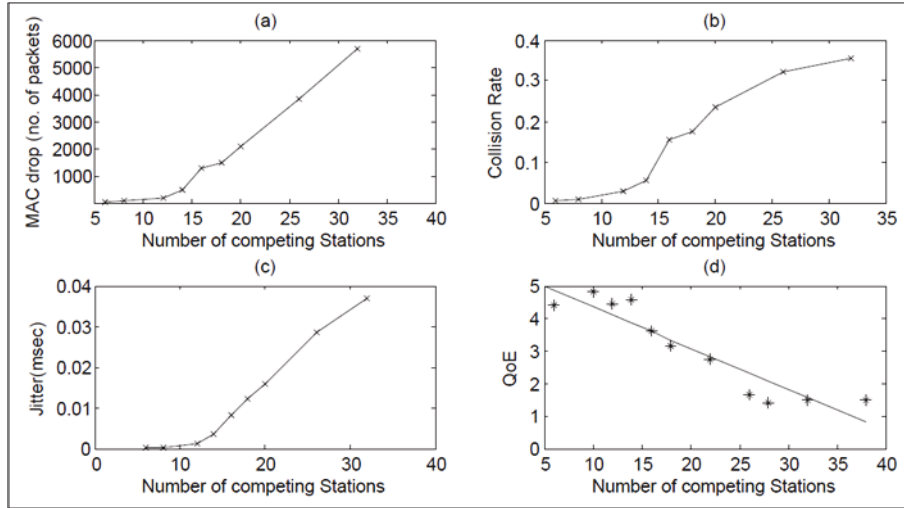 (a)
MAC drop (no. of packets)
6000
5000
4000
3000
2000
1000
5 10 15 20 25 30 35 40
Number of competing Stations
(b)
Collision Rate
0.4
0.3
0.2
0.1
0
5 10 15 20 25 30 35
Number of competing Stations
(c)
Jitter(msec)
0.04
0.03
0.02
0.01
0
0 10 20 30 40
Number of competing Stations
(d)
QoE
5
4
3
2
1
0
5 10 15 20 25 30 35 40
Number of competing Stations